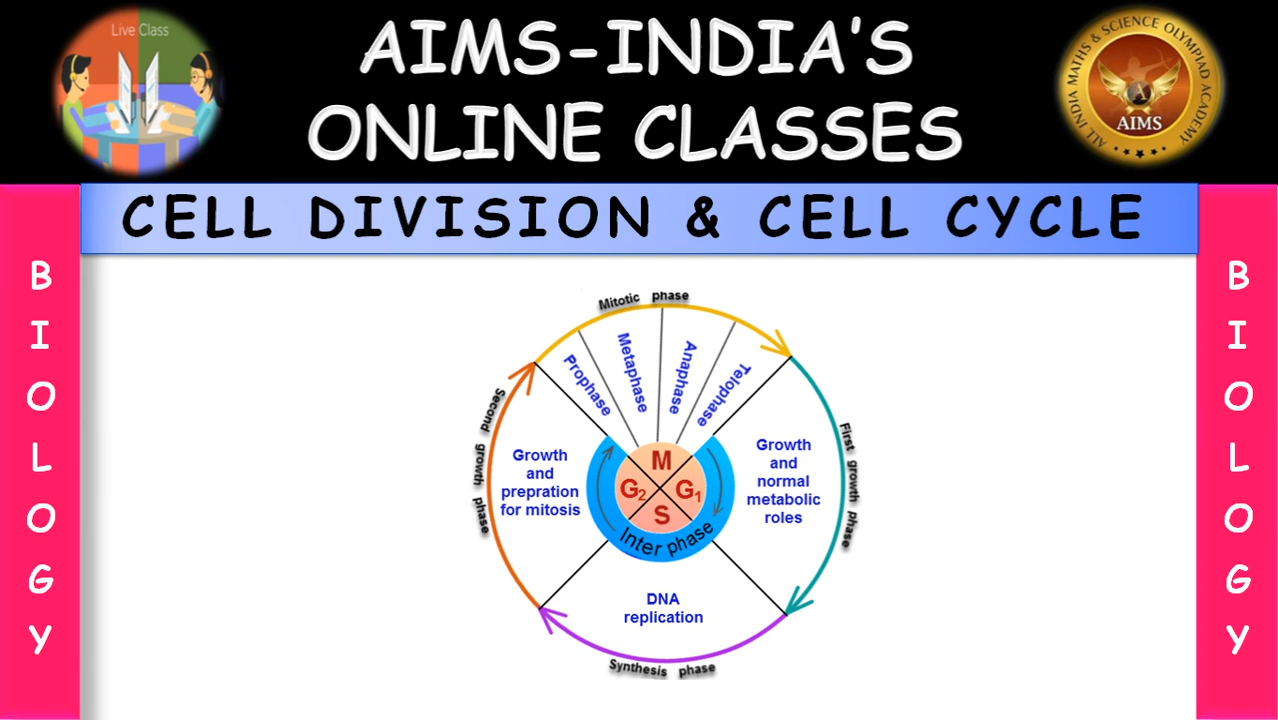 Live Class
AIMS-INDIA'S
ONLINE CLASSES
ALL INDIA MATHS & SCIENCE OLYMPIAD ACADEMY
A
AIMS
CELL DIVISION & CELL CYCLE
B
I
O
L
O
G
Y
Mitotic phase
Prophase
Metaphase
Anaphase
Telophase
Second growth phase
Growth
and
prepration
for mitosis
M
G2
G1
S
Inter phase
Growth
and
normal
metabolic
roles
First growth phase
DNA
replication
Synthesis phase
B
I
O
L
O
G
Y